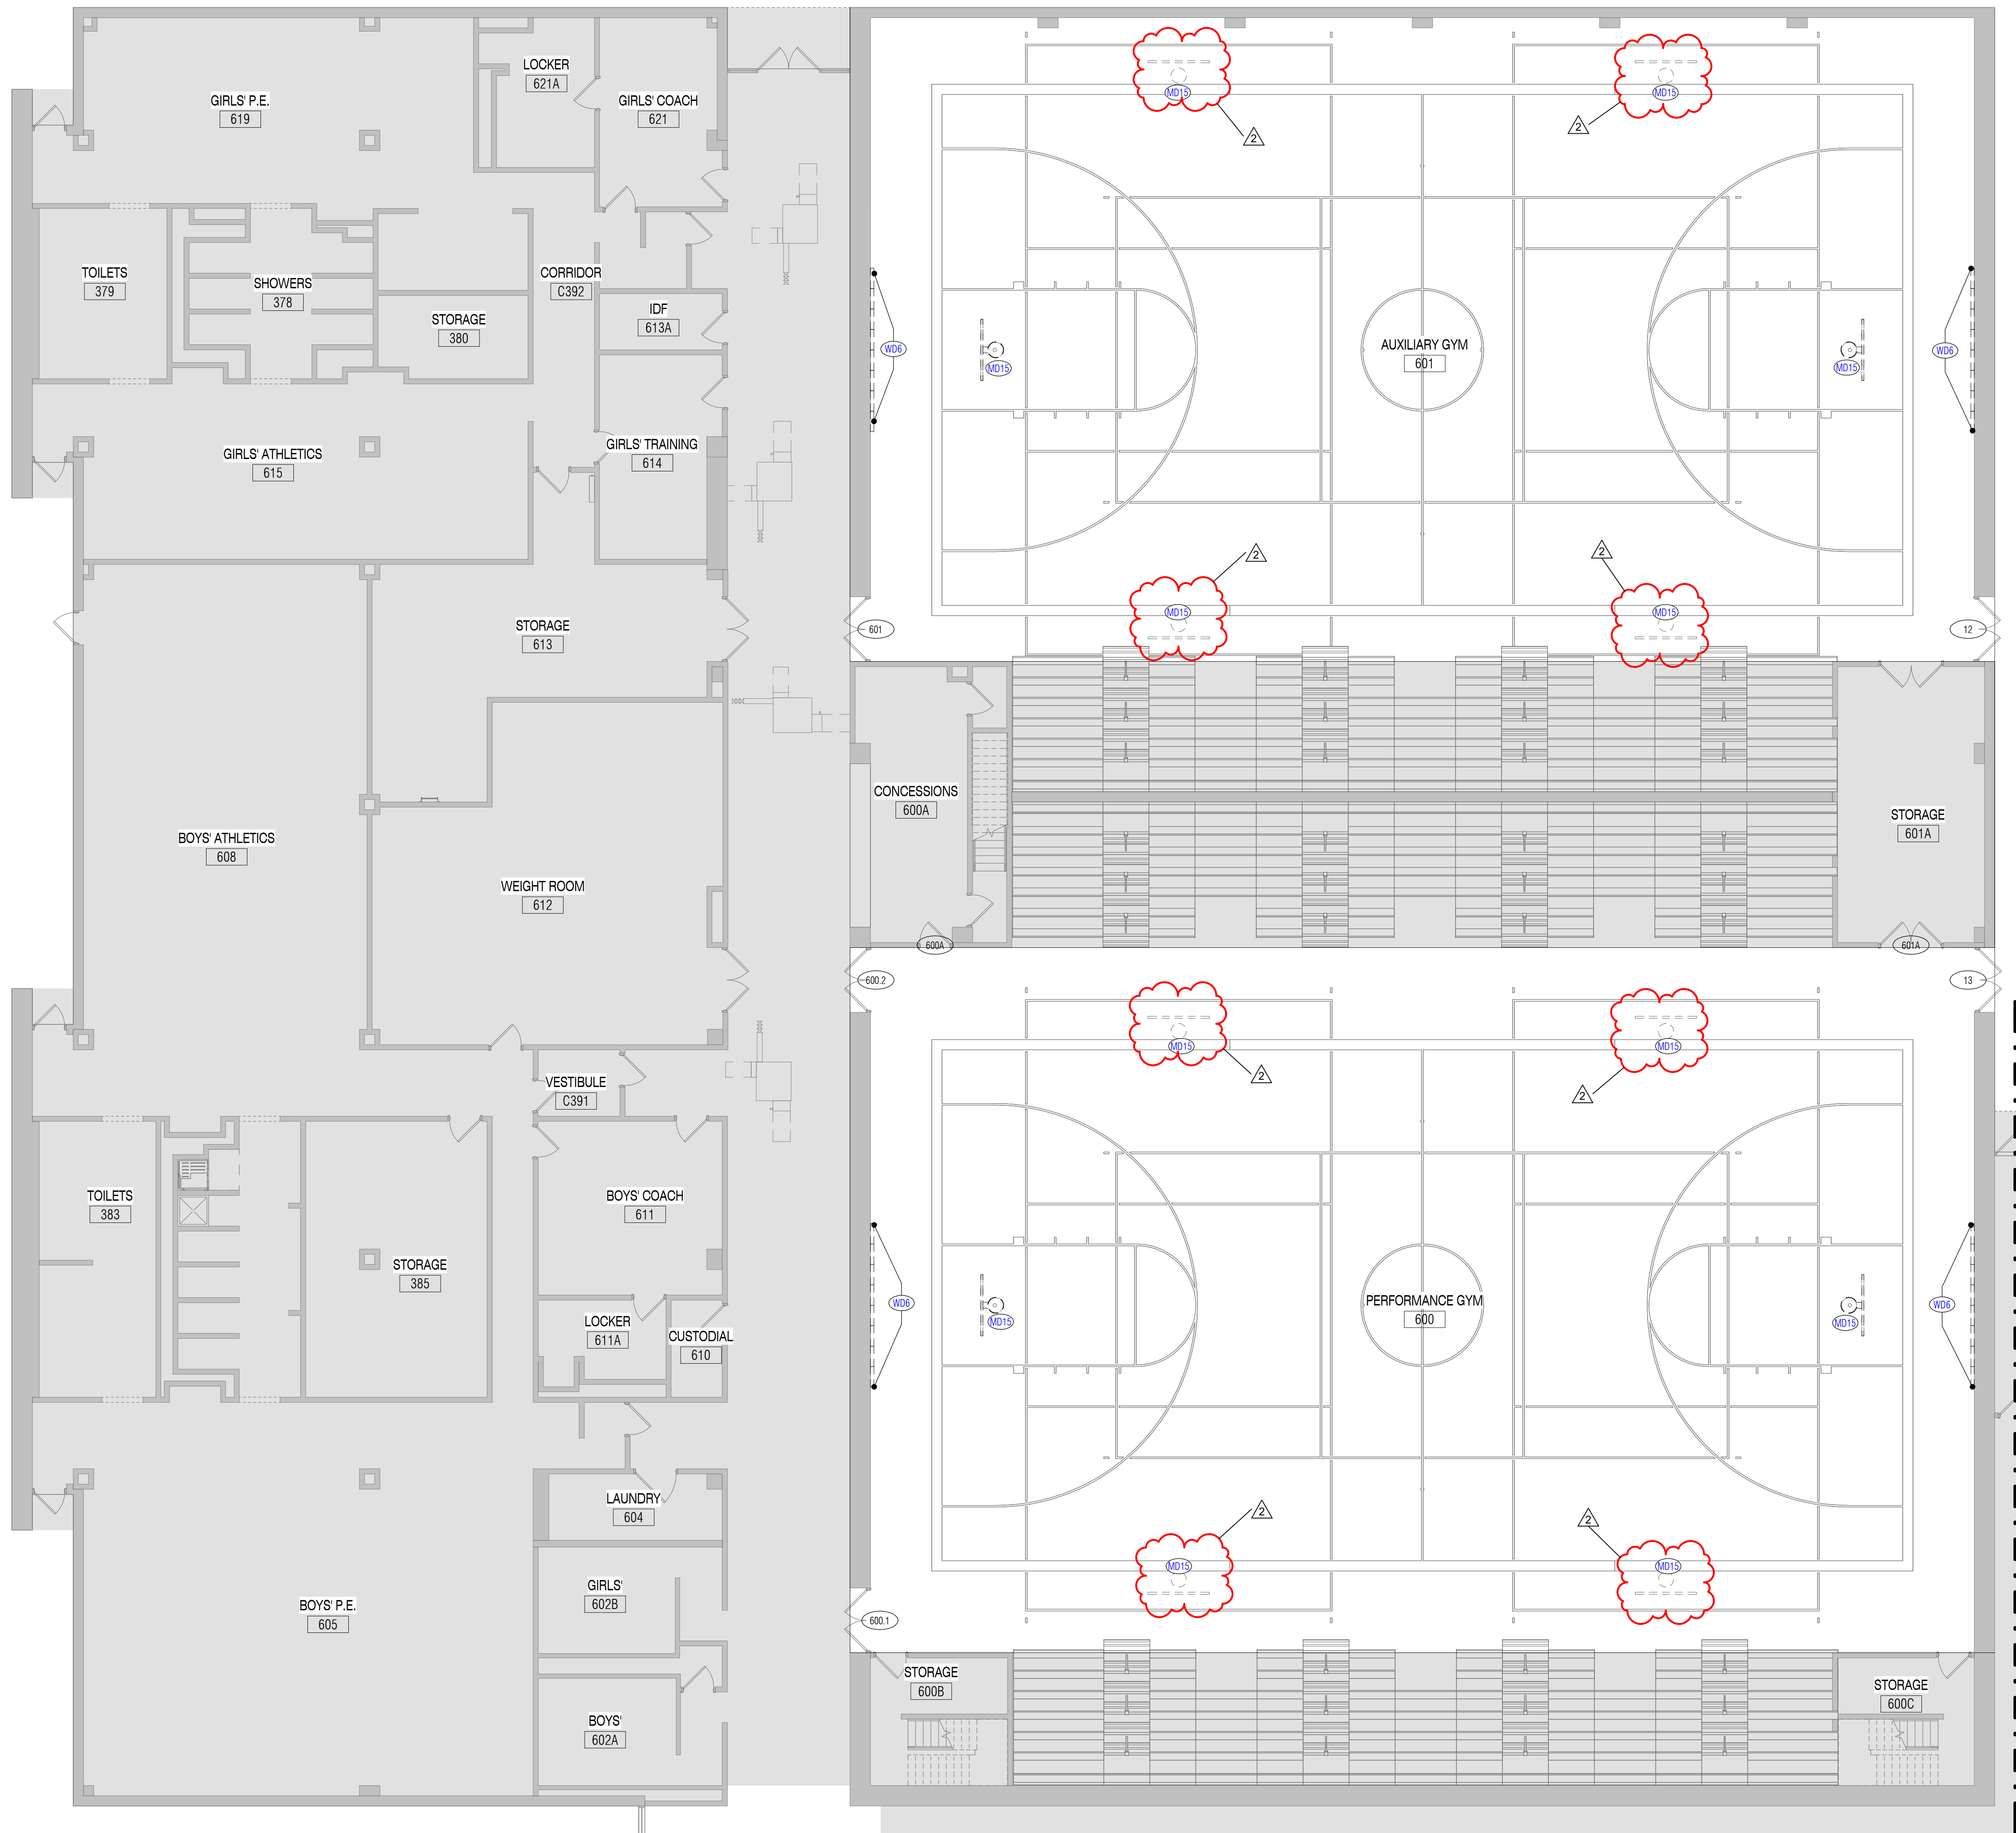 LOCKER
621A
GIRLS' P.E.
619
GIRLS' COACH
621
MD15
MD15
2
2
TOILETS
379
SHOWERS
378
CORRIDOR
C392
STORAGE
380
IDF
613A
WD6
MD15
AUXILIARY GYM
601
MD15
WD6
GIRLS' ATHLETICS
615
GIRLS' TRAINING
614
2
2
MD15
MD15
STORAGE
613
601
12
CONCESSIONS
600A
STORAGE
601A
BOYS' ATHLETICS
608
WEIGHT ROOM
612
600A
601A
600.2
13
MD15
MD15
2
2
VESTIBULE
C391
TOILETS
383
BOYS' COACH
611
STORAGE
385
WD6
MD15
PERFORMANCE GYM
600
MD15
WD6
LOCKER
611A
CUSTODIAL
610
LAUNDRY
604
2
2
MD15
MD15
GIRLS'
602B
BOYS' P.E.
605
600.1
STORAGE
600B
STORAGE
600C
BOYS'
602A